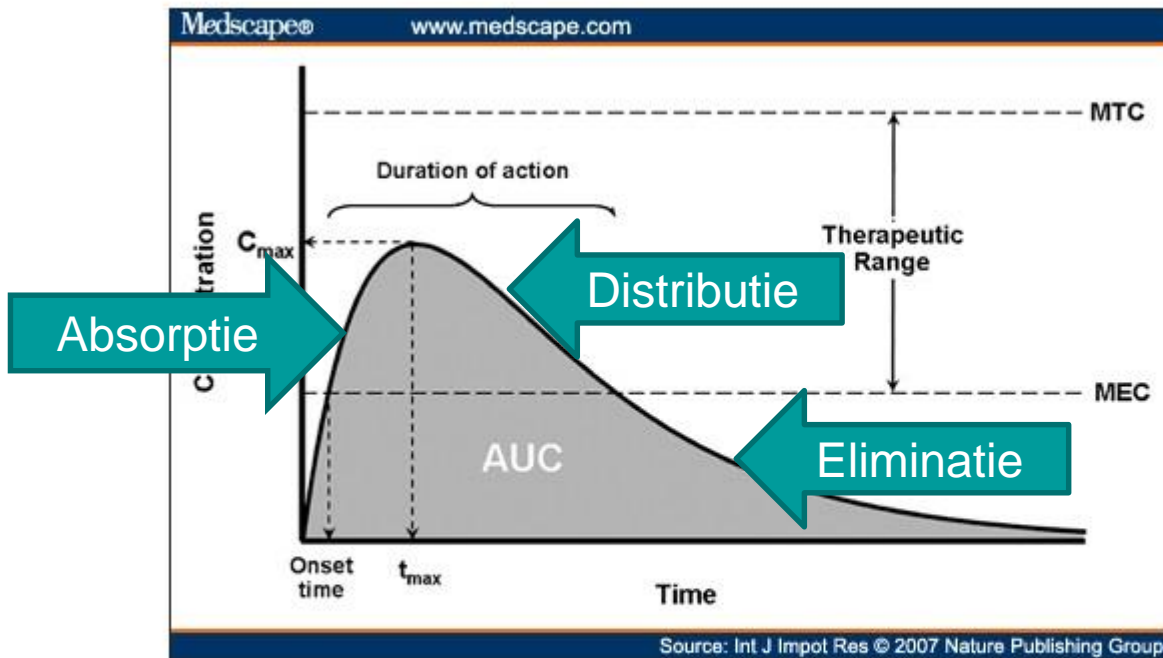 Medscape® www.medscape.com
MTC
Duration of action
Cmax
Therapeutic
Range
Distributie
Absorptie
MEC
AUC
Eliminatie
Onset
time
tmax
Time
Source: Int J Impot Res © 2007 Nature Publishing Group